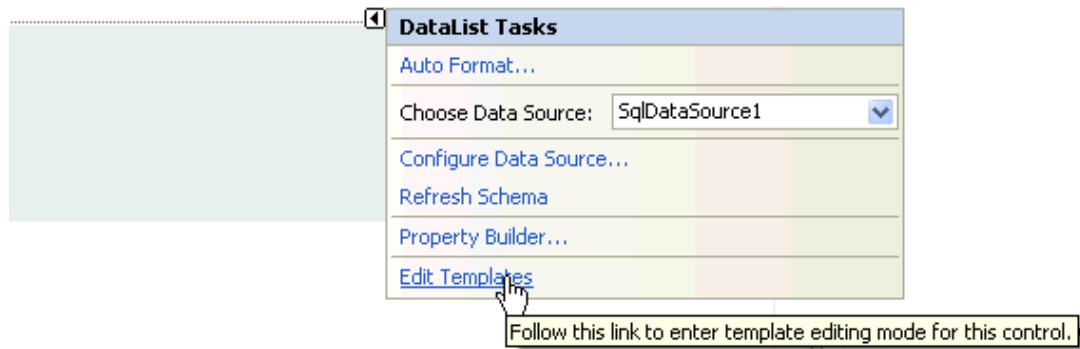 DataList Tasks
Auto Format...
Choose Data Source: SqlDataSource1
Configure Data Source...
Refresh Schema
Property Builder...
Edit Templates
Follow this link to enter template editing mode for this control.